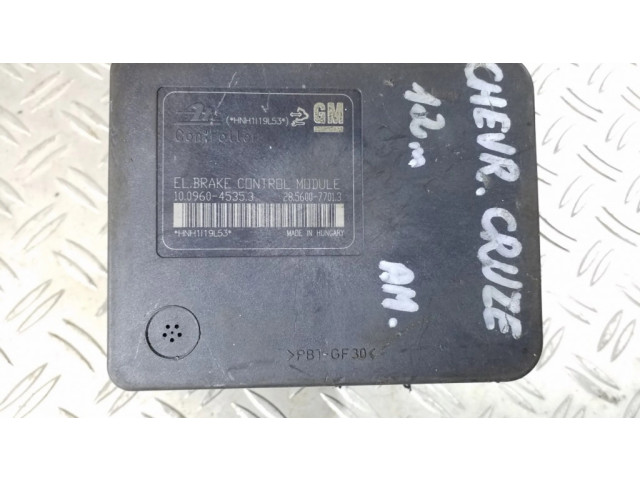 (*HNH1I19L53*)
GM
EL.BRAKE CONTROL MODULE
10.0960-4535.3 28.5600-7701.3
*HNH1I19L53*
MADE IN HUNGARY
>PBT-GF30<
CHEVR. CRUZE
12m
AM.